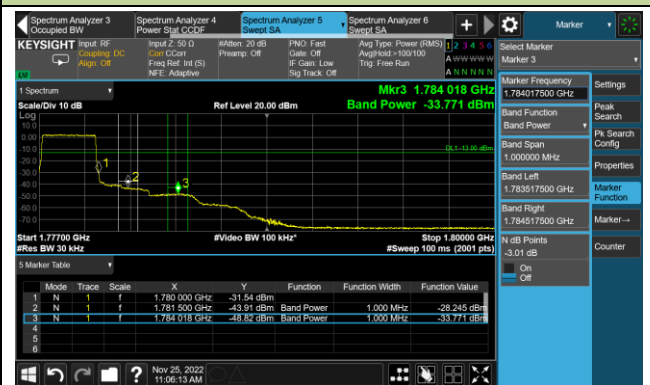 Spectrum Analyzer 3
Occupied BW
Spectrum Analyzer 4
Power Stat CCDF
Spectrum Analyzer 5
Swept SA
Spectrum Analyzer 6
Swept SA
+
Marker
KEYSIGHT
Input: RF
Coupling: DC
Align: Off
Input Z: 50 Ω
Corr CCorr
Freq Ref: Int (S)
NFE: Adaptive
#Atten: 20 dB
Preamp: Off
PNO: Fast
Gate: Off
IF Gain: Low
Sig Track: Off
Avg Type: Power (RMS)
Avg|Hold:>100/100
Trig: Free Run
1 2 3 4 5 6
A W W W W W
A N N N N N
Select Marker
Marker 3
1 Spectrum
Scale/Div 10 dB
Log
Ref Level 20.00 dBm
Mkr3 1.784 018 GHz
Band Power -33.771 dBm
10.0
0.00
-10.0
-20.0
-30.0
-40.0
-50.0
-60.0
-70.0
DL1 -13.00 dBm
1
2
3
Start 1.77700 GHz
#Res BW 30 kHz
#Video BW 100 kHz*
Stop 1.80000 GHz
#Sweep 100 ms (2001 pts)
5 Marker Table
Mode Trace Scale X Y Function Function Width Function Value
1 N 1 f 1.780 000 GHz -31.54 dBm
2 N 1 f 1.781 500 GHz -43.91 dBm Band Power 1.000 MHz -28.245 dBm
3 N 1 f 1.784 018 GHz -48.82 dBm Band Power 1.000 MHz -33.771 dBm
4
5
6
Marker Frequency
1.784017500 GHz
Band Function
Band Power
Band Span
1.000000 MHz
Band Left
1.783517500 GHz
Band Right
1.784517500 GHz
N dB Points
-3.01 dB
On
Off
Settings
Peak
Search
Pk Search
Config
Properties
Marker
Function
Marker→
Counter
?
Nov 25, 2022
11:06:13 AM